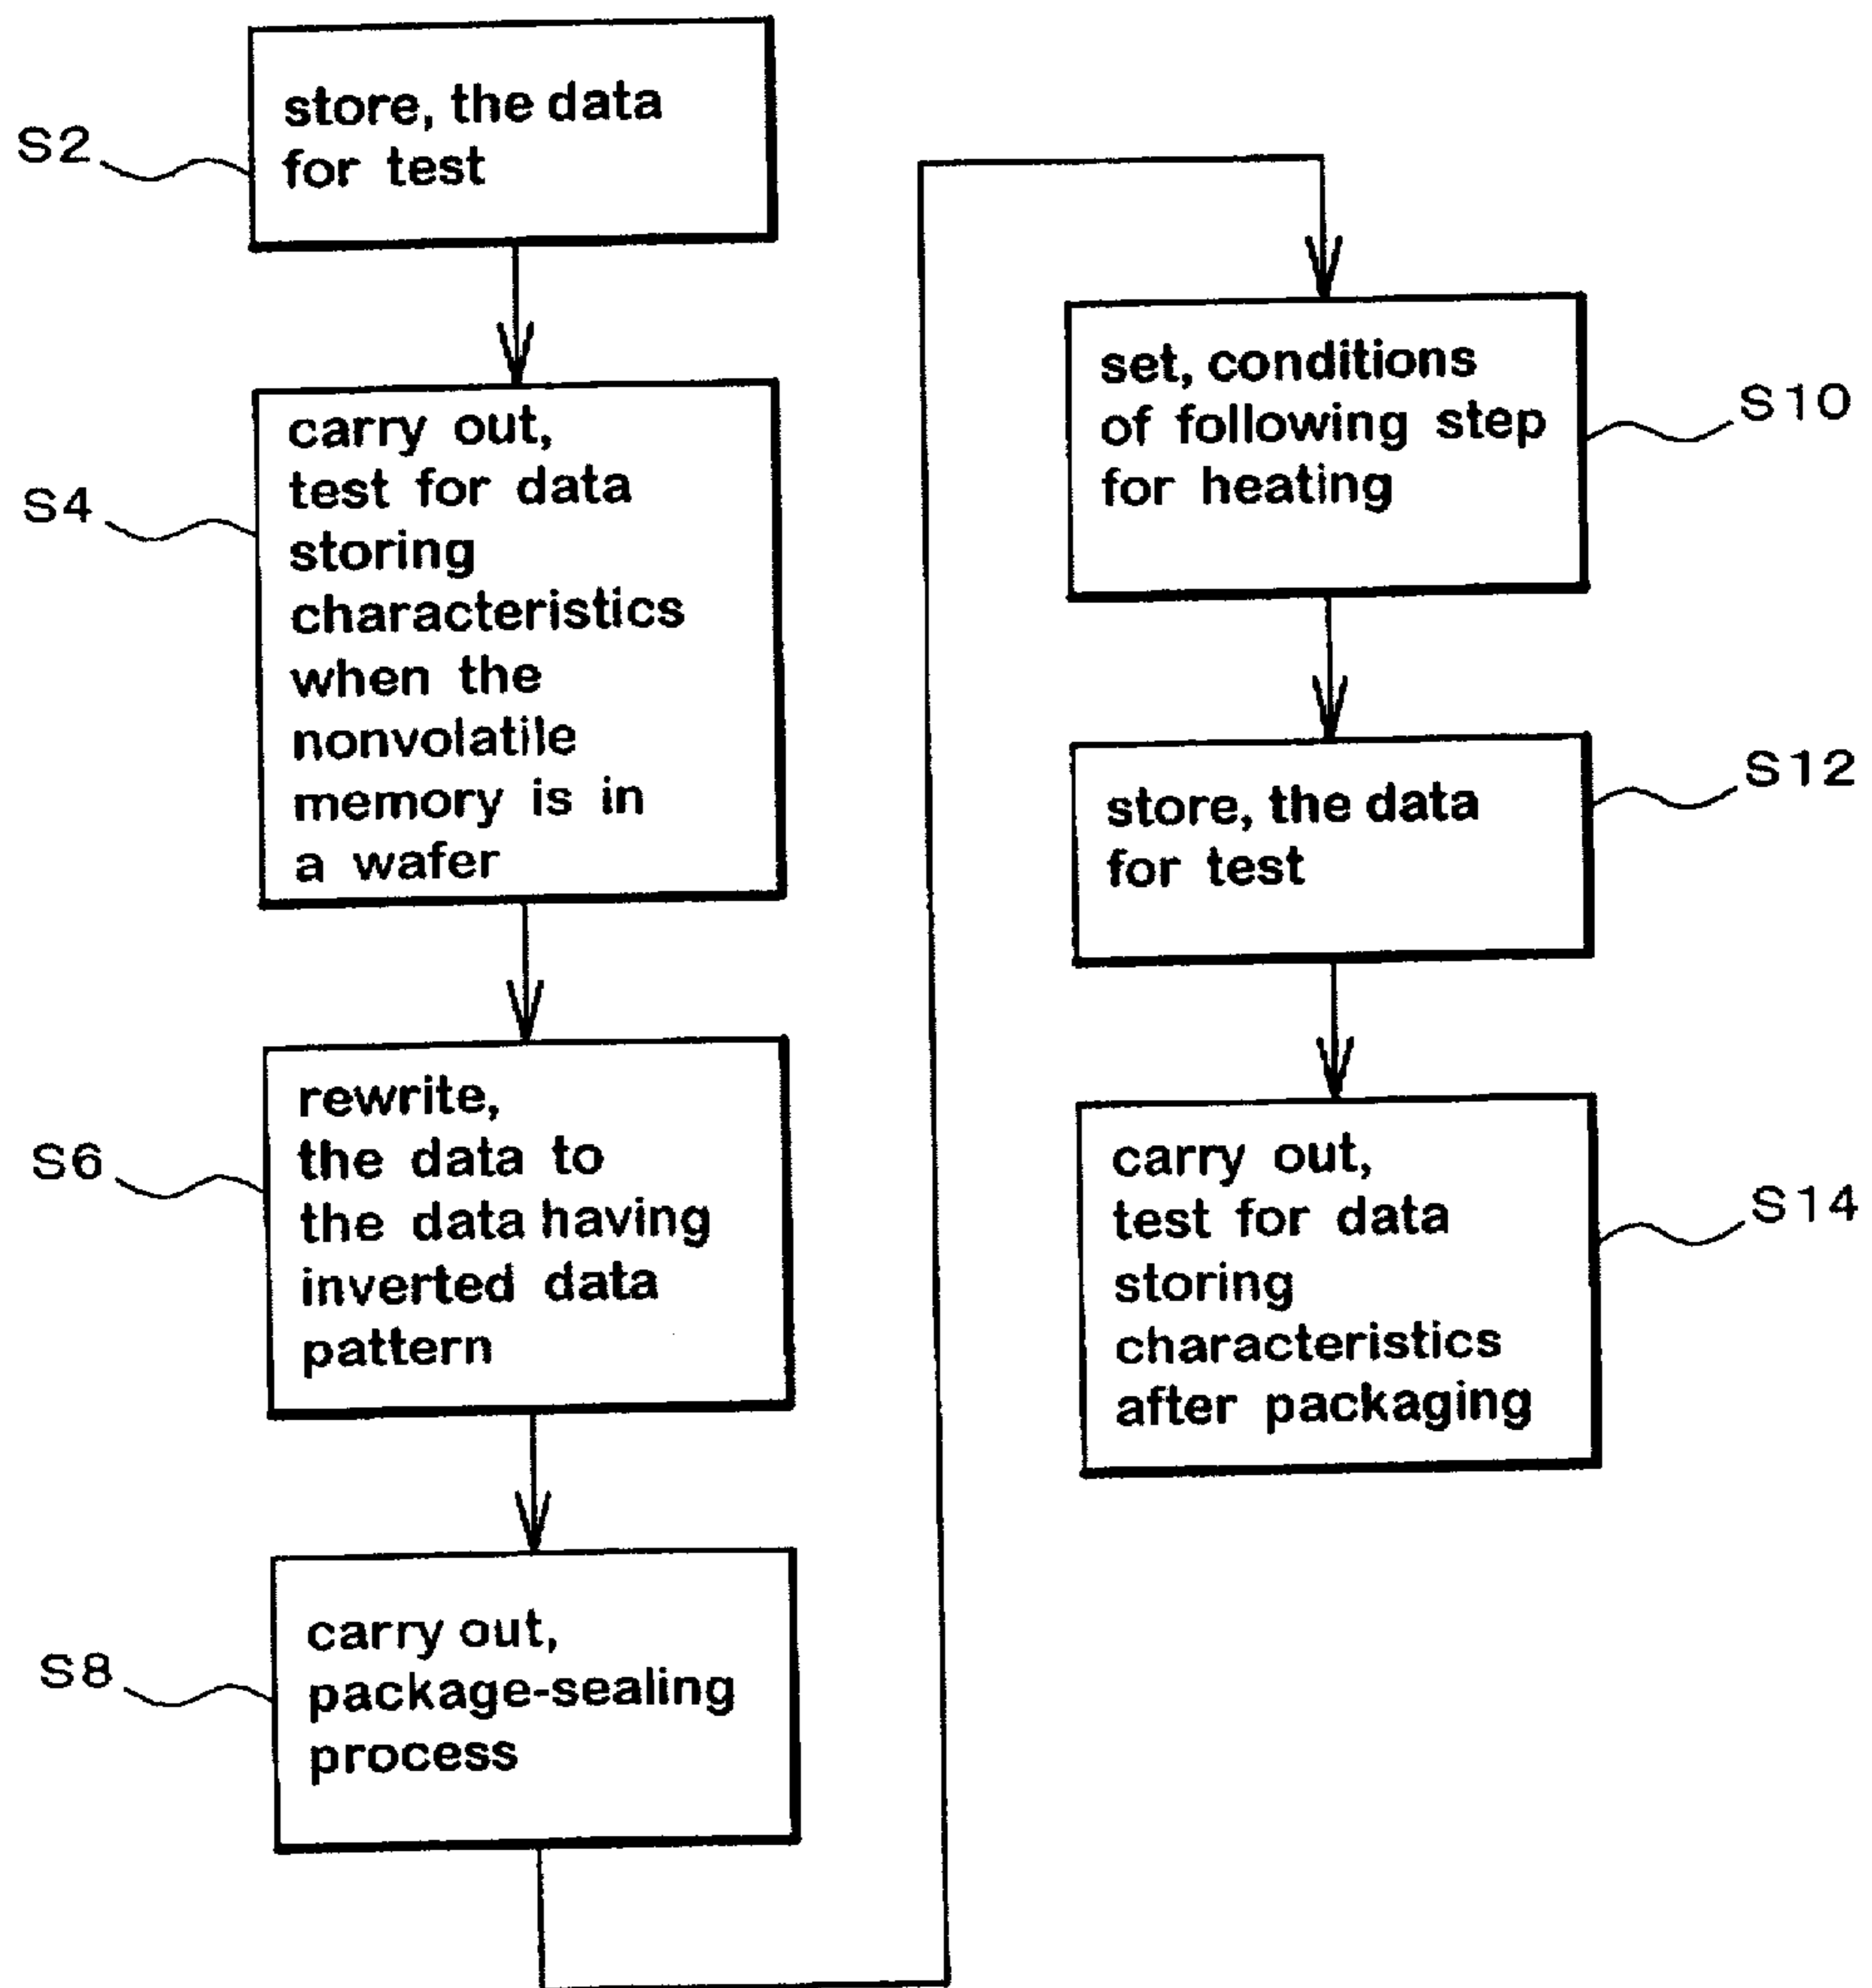 S2
store, the data
for test
S4
carry out,
test for data
storing
characteristics
when the
nonvolatile
memory is in
a wafer
S6
rewrite,
the data to
the data having
inverted data
pattern
S8
carry out,
package-sealing
process
set, conditions
of following step
for heating
S10
store, the data
for test
S12
carry out,
test for data
storing
characteristics
after packaging
S14